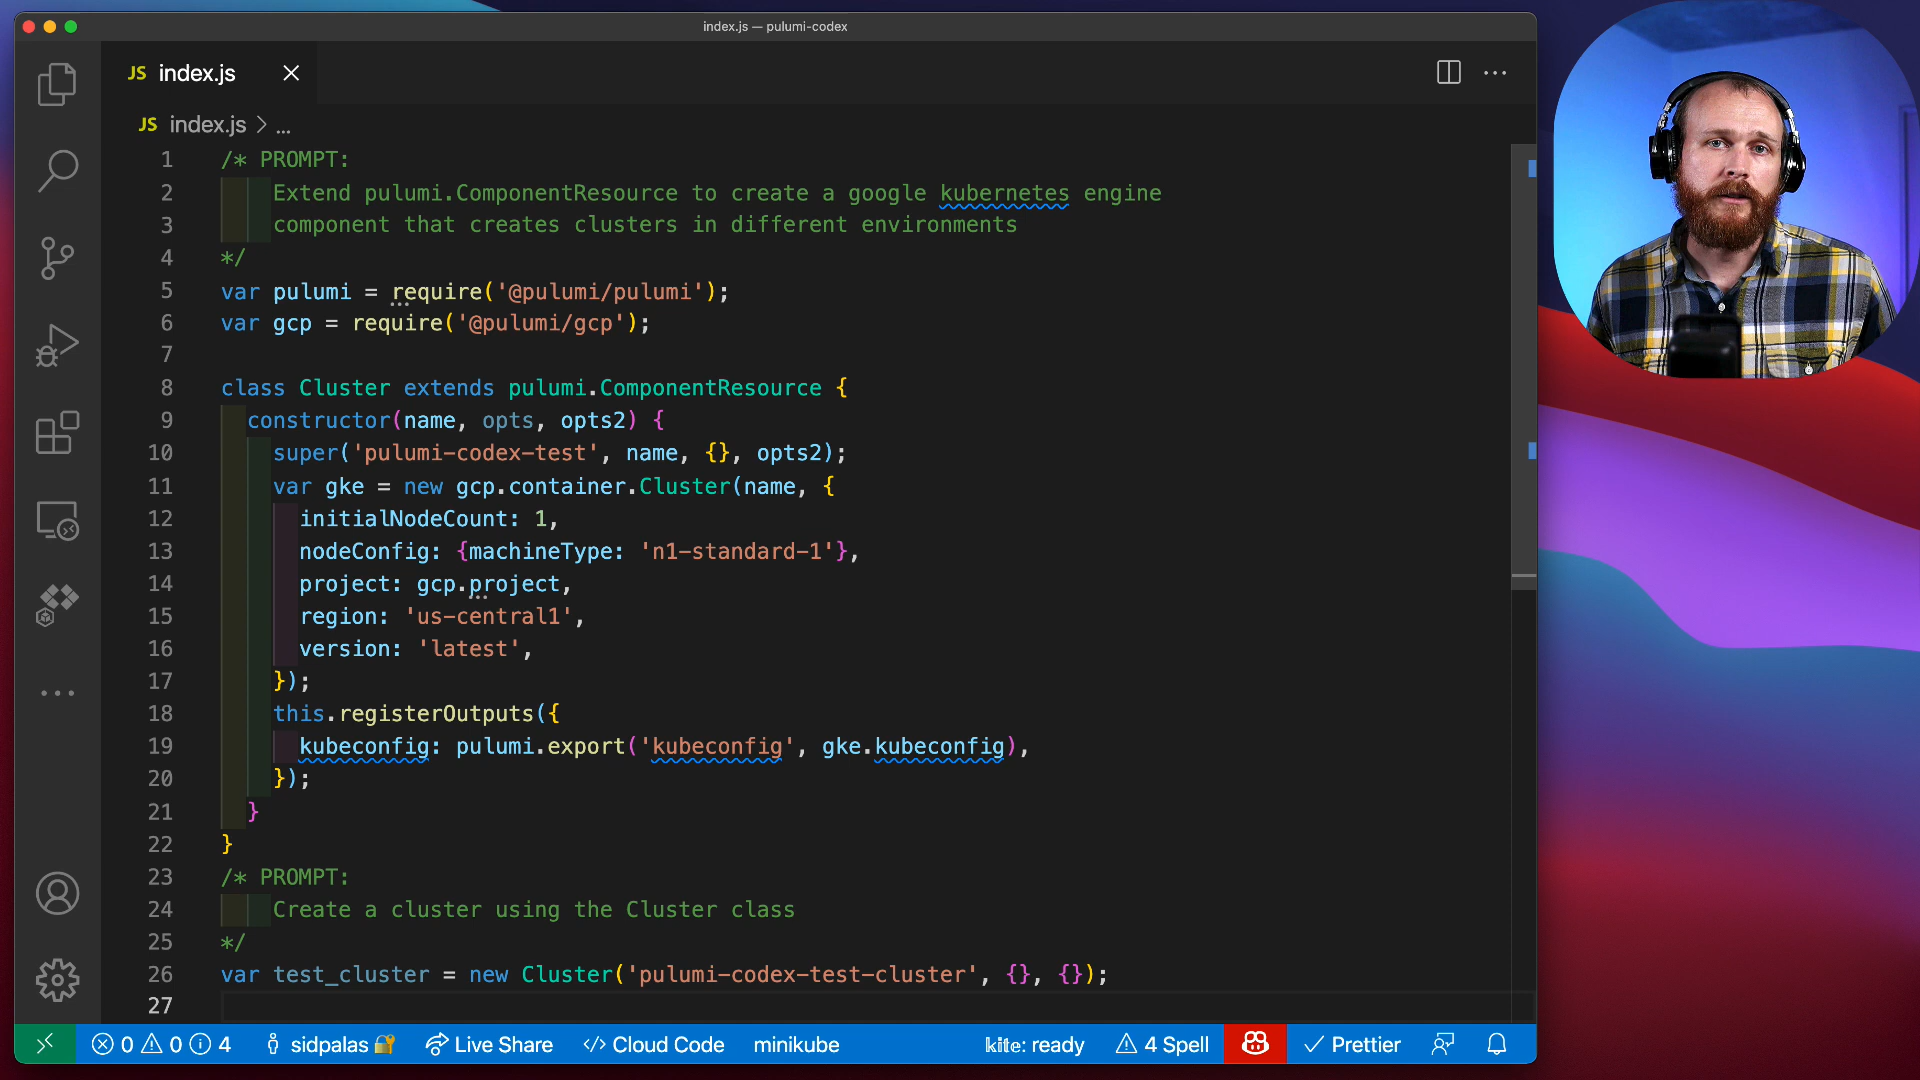 index.js — pulumi-codex
JS index.js
JS index.js > ...
1 /* PROMPT:
2 Extend pulumi.ComponentResource to create a google kubernetes engine
3 component that creates clusters in different environments
4 */
5 var pulumi = require('@pulumi/pulumi');
6 var gcp = require('@pulumi/gcp');
7
8 class Cluster extends pulumi.ComponentResource {
9 constructor(name, opts, opts2) {
10 super('pulumi-codex-test', name, {}, opts2);
11 var gke = new gcp.container.Cluster(name, {
12 initialNodeCount: 1,
13 nodeConfig: {machineType: 'n1-standard-1'},
14 project: gcp.project,
15 region: 'us-central1',
16 version: 'latest',
17 });
18 this.registerOutputs({
19 kubeconfig: pulumi.export('kubeconfig', gke.kubeconfig),
20 });
21 }
22 }
23 /* PROMPT:
24 Create a cluster using the Cluster class
25 */
26 var test_cluster = new Cluster('pulumi-codex-test-cluster', {}, {});
27
0 0 4 sidpalas Live Share </> Cloud Code minikube kite: ready 4 Spell Prettier